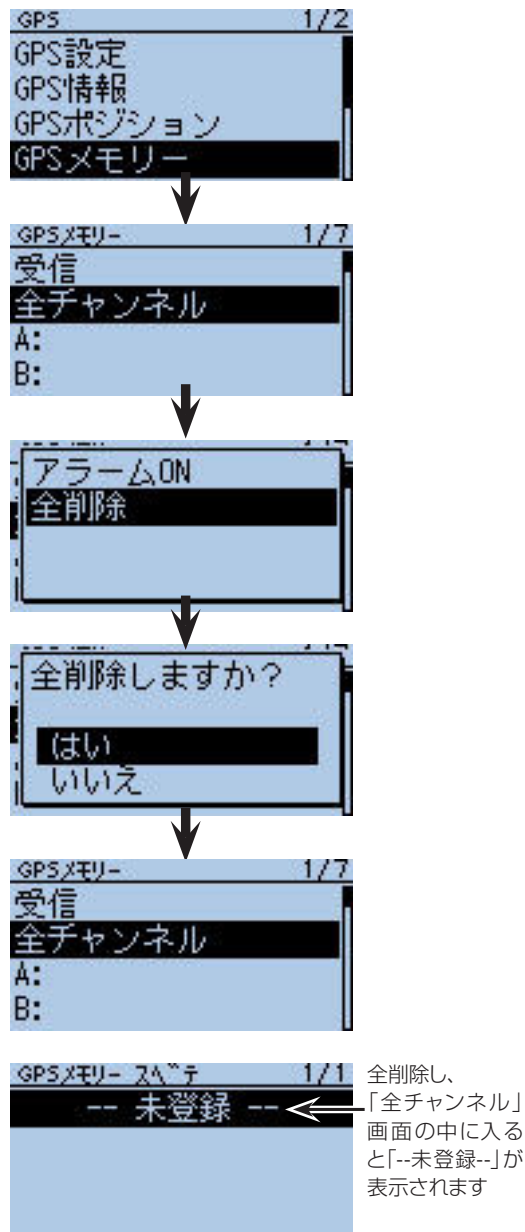 GPS 1/2
GPS設定
GPS情報
GPSポジション
GPSメモリー
GPSメモリー 1/7
受信
全チャンネル
A:
B:
アラームON
全削除
全削除しますか?
はい
いいえ
GPSメモリー 1/7
受信
全チャンネル
A:
B:
GPSメモリー スベテ 1/1
-- 未登録 --
全削除し、
「全チャンネル」
画面の中に入る
と「--未登録--」が
表示されます